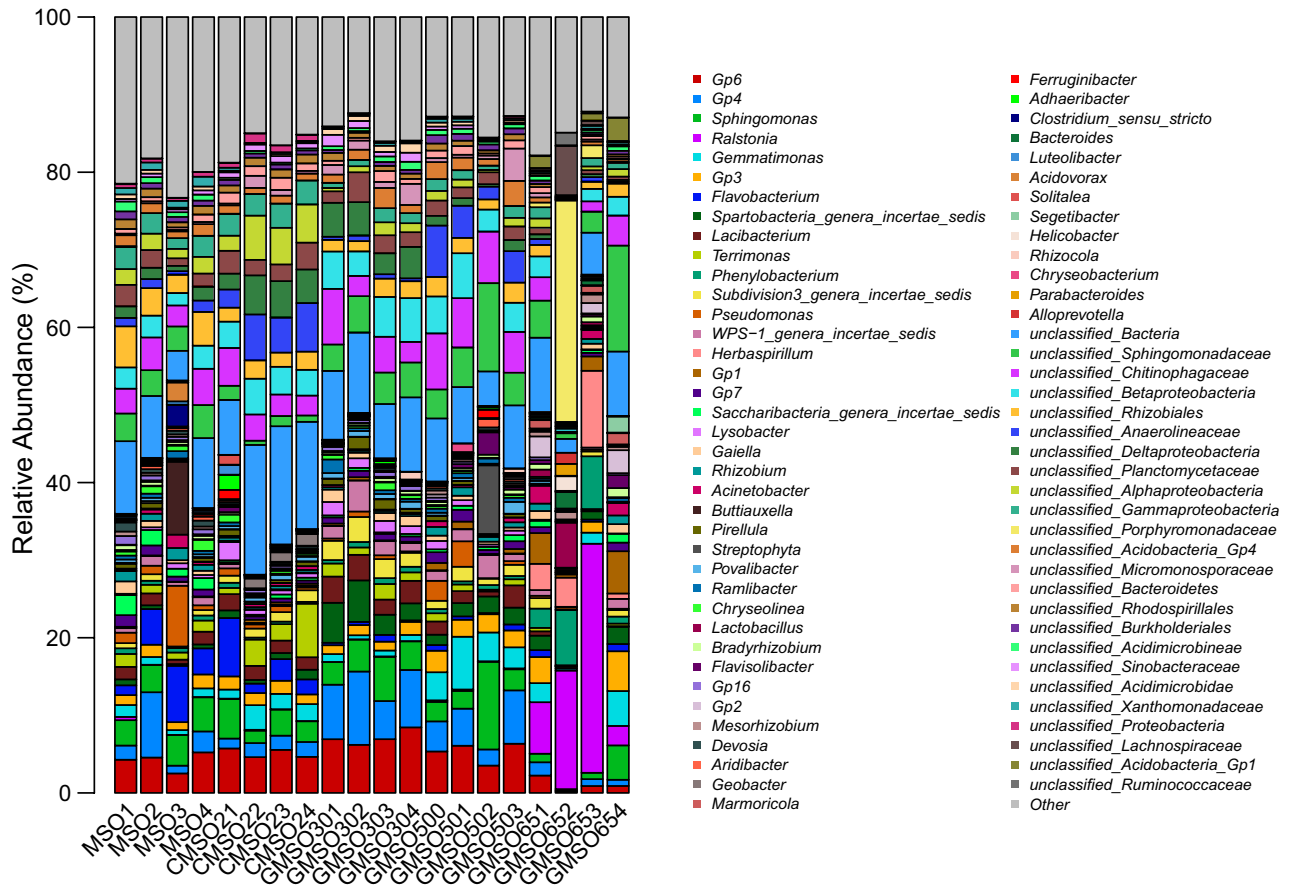 100
80
60
40
20
0
Relative Abundance (%)
MSO1
MSO2
MSO3
MSO4
CMSO21
CMSO22
CMSO23
CMSO24
GMSO301
GMSO302
GMSO303
GMSO304
GMSO500
GMSO501
GMSO502
GMSO503
GMSO651
GMSO652
GMSO653
GMSO654
Gp6
Gp4
Sphingomonas
Ralstonia
Gemmatimonas
Gp3
Flavobacterium
Spartobacteria_genera_incertae_sedis
Lacibacterium
Terrimonas
Phenylobacterium
Subdivision3_genera_incertae_sedis
Pseudomonas
WPS−1_genera_incertae_sedis
Herbaspirillum
Gp1
Gp7
Saccharibacteria_genera_incertae_sedis
Lysobacter
Gaiella
Rhizobium
Acinetobacter
Buttiauxella
Pirellula
Streptophyta
Povalibacter
Ramlibacter
Chryseolinea
Lactobacillus
Bradyrhizobium
Flavisolibacter
Gp16
Gp2
Mesorhizobium
Devosia
Aridibacter
Geobacter
Marmoricola
Ferruginibacter
Adhaeribacter
Clostridium_sensu_stricto
Bacteroides
Luteolibacter
Acidovorax
Solitalea
Segetibacter
Helicobacter
Rhizocola
Chryseobacterium
Parabacteroides
Alloprevotella
unclassified_Bacteria
unclassified_Sphingomonadaceae
unclassified_Chitinophagaceae
unclassified_Betaproteobacteria
unclassified_Rhizobiales
unclassified_Anaerolineaceae
unclassified_Deltaproteobacteria
unclassified_Planctomycetaceae
unclassified_Alphaproteobacteria
unclassified_Gammaproteobacteria
unclassified_Porphyromonadaceae
unclassified_Acidobacteria_Gp4
unclassified_Micromonosporaceae
unclassified_Bacteroidetes
unclassified_Rhodospirillales
unclassified_Burkholderiales
unclassified_Acidimicrobineae
unclassified_Sinobacteraceae
unclassified_Acidimicrobidae
unclassified_Xanthomonadaceae
unclassified_Proteobacteria
unclassified_Lachnospiraceae
unclassified_Acidobacteria_Gp1
unclassified_Ruminococcaceae
Other